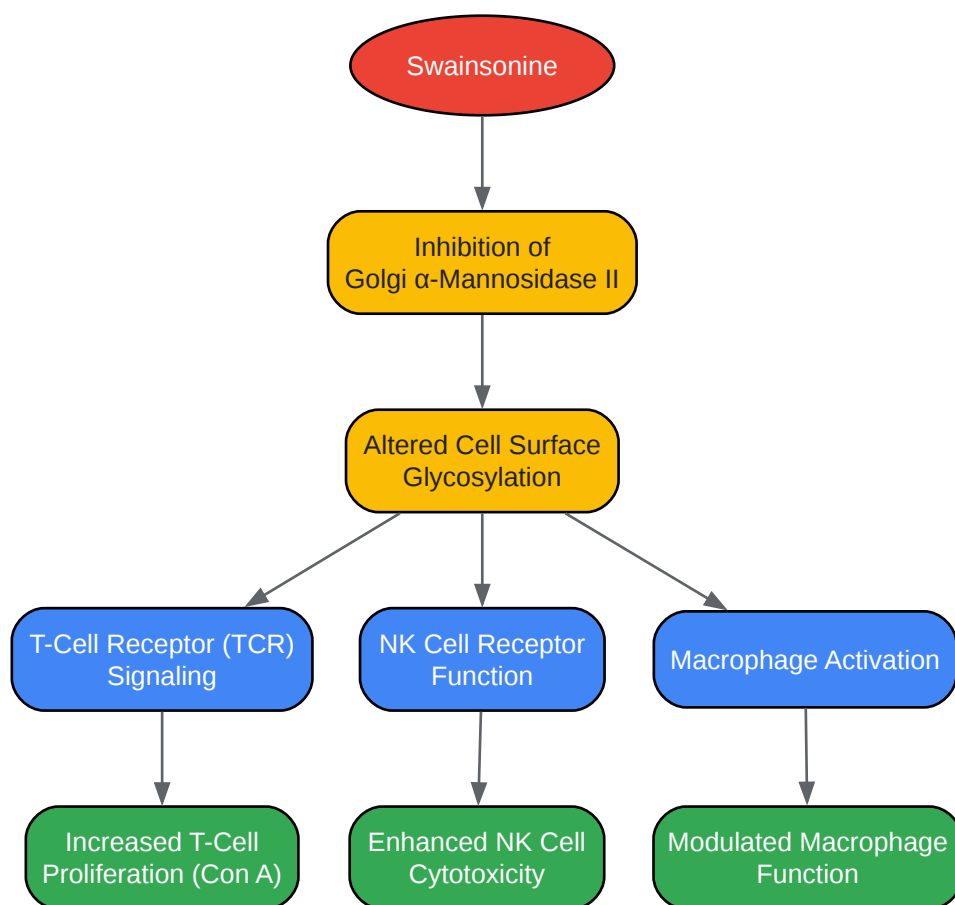 Swainsonine
Inhibition of
Golgi α-Mannosidase II
Altered Cell Surface
Glycosylation
T-Cell Receptor (TCR)
Signaling
NK Cell Receptor
Function
Macrophage Activation
Increased T-Cell
Proliferation (Con A)
Enhanced NK Cell
Cytotoxicity
Modulated Macrophage
Function